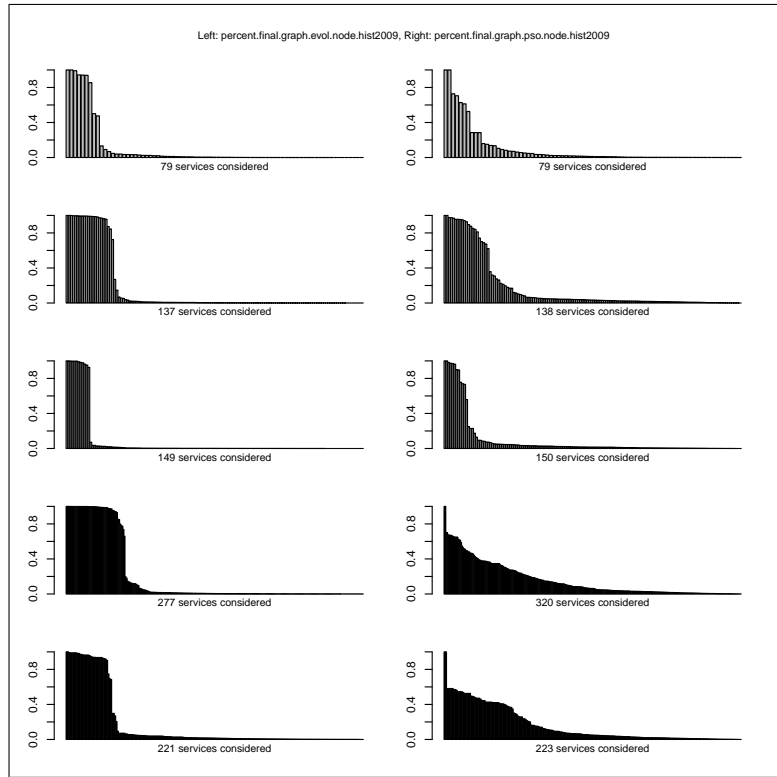 Left: percent.final.graph.evol.node.hist2009, Right: percent.final.graph.pso.node.hist2009
0.0 0.4 0.8
79 services considered
0.0 0.4 0.8
79 services considered
0.0 0.4 0.8
137 services considered
0.0 0.4 0.8
138 services considered
0.0 0.4 0.8
149 services considered
0.0 0.4 0.8
150 services considered
0.0 0.4 0.8
277 services considered
0.0 0.4 0.8
320 services considered
0.0 0.4 0.8
221 services considered
0.0 0.4 0.8
223 services considered